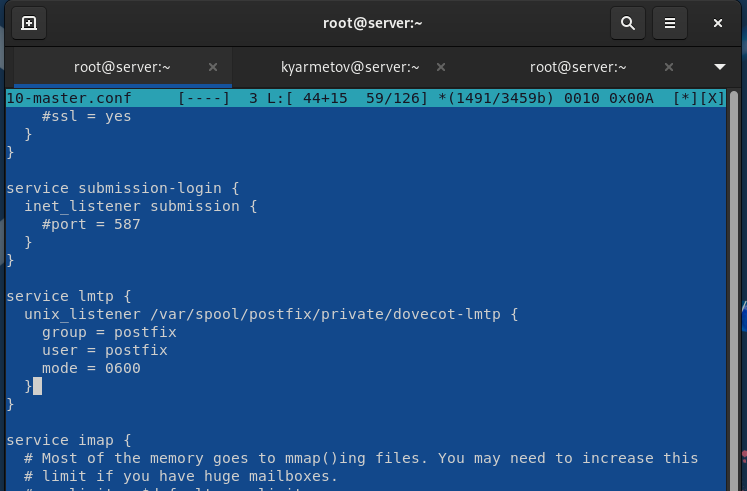 root@server:~
root@server:~ kyarmetov@server:~ root@server:~
10-master.conf [----] 3 L:[ 44+15 59/126] *(1491/3459b) 0010 0x00A [*][X]
#ssl = yes
}
}
service submission-login {
inet_listener submission {
#port = 587
}
}
service lmtp {
unix_listener /var/spool/postfix/private/dovecot-lmtp {
group = postfix
user = postfix
mode = 0600
}
}
service imap {
# Most of the memory goes to mmap()ing files. You may need to increase this
# limit if you have huge mailboxes.